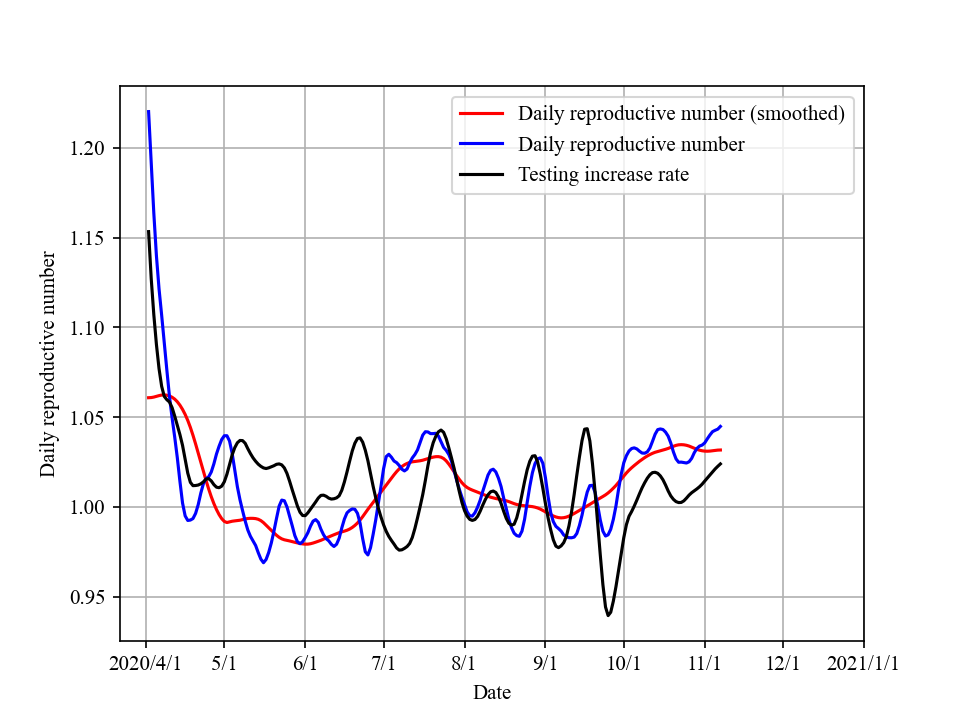 Daily reproductive number (smoothed)
Daily reproductive number
Testing increase rate
1.20
1.15
1.10
1.05
1.00
0.95
Daily reproductive number
2020/4/1 5/1 6/1 7/1 8/1 9/1 10/1 11/1 12/1 2021/1/1
Date